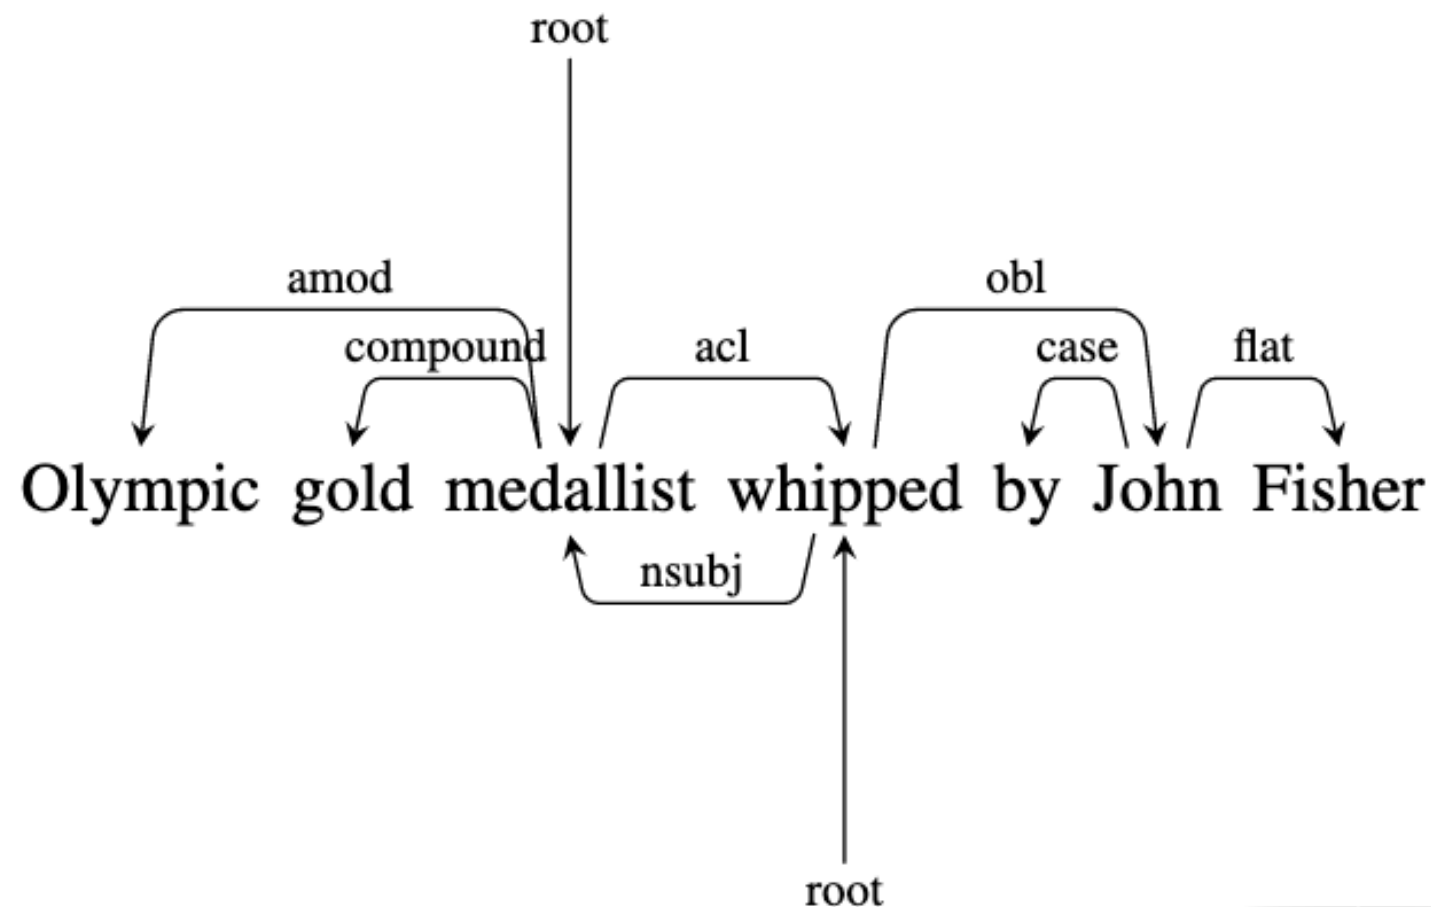 root
amod
obl
compound
acl
case
flat
Olympic gold medallist whipped by John Fisher
nsubj
root